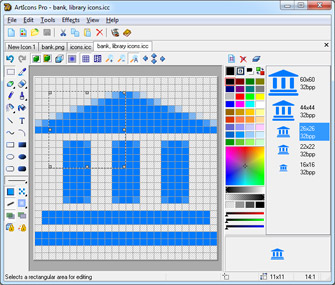 ArtIcons Pro - bank, library icons.icc
File Edit Tools Effects View Help
New Icon 1 bank.png icons.icc bank, library icons.icc
60x60
32bpp
44x44
32bpp
26x26
32bpp
22x22
32bpp
16x16
32bpp
Selects a rectangular area for editing 11x11 14:1